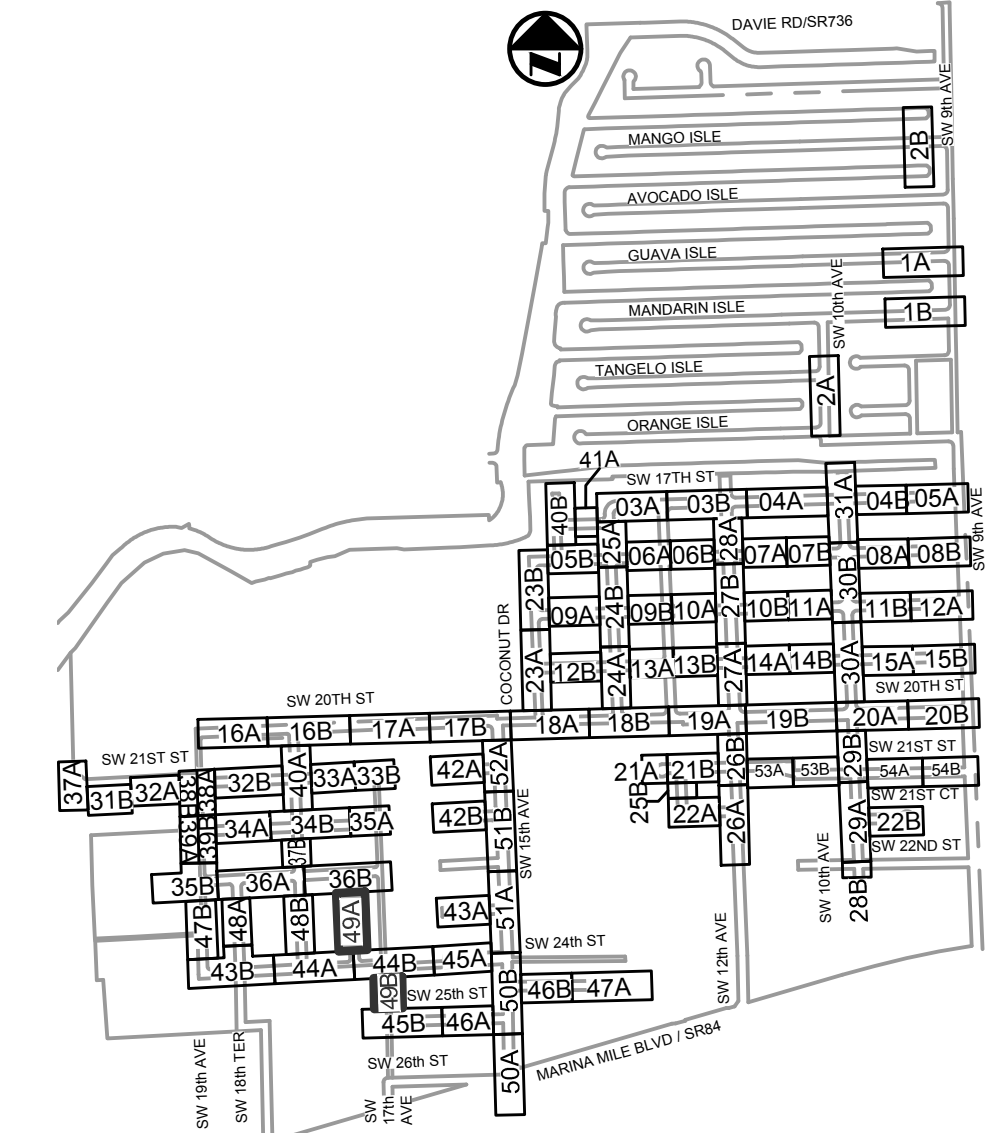 DAVIE RD/SR736
SW 9th AVE
MANGO ISLE
2B
AVOCADO ISLE
GUAVA ISLE
1A
SW 10th AVE
MANDARIN ISLE
1B
TANGELO ISLE
2A
ORANGE ISLE
41A
SW 17TH ST
40B
03A
03B
04A
31A
04B
05A
SW 9th AVE
25A
28A
05B
06A
06B
07A
07B
08A
08B
23B
24B
27B
30B
09A
09B
10A
10B
11A
11B
12A
COCONUT DR
23A
12B
24A
13A
13B
27A
14A
14B
30A
15A
15B
SW 20TH ST
SW 20TH ST
16A
16B
17A
17B
18A
18B
19A
19B
20A
20B
SW 21ST ST
37A
31B
32A
38B
38A
32B
40A
33A
33B
42A
52A
21A
21B
26B
53A
53B
29B
SW 21ST ST
54A
54B
25B
SW 21ST CT
39A
39B
34A
34B
35A
42B
51B
SW 15th AVE
22A
26A
29A
22B
SW 22ND ST
37B
35B
36A
36B
SW 10th AVE
28B
47B
48A
48B
49A
43A
51A
SW 12th AVE
SW 24th ST
43B
44A
44B
45A
50B
49B
SW 25th ST
46B
47A
45B
46A
SW 19th AVE
SW 18th TER
SW 26th ST
50A
MARINA MILE BLVD / SR84
SW
17th
AVE